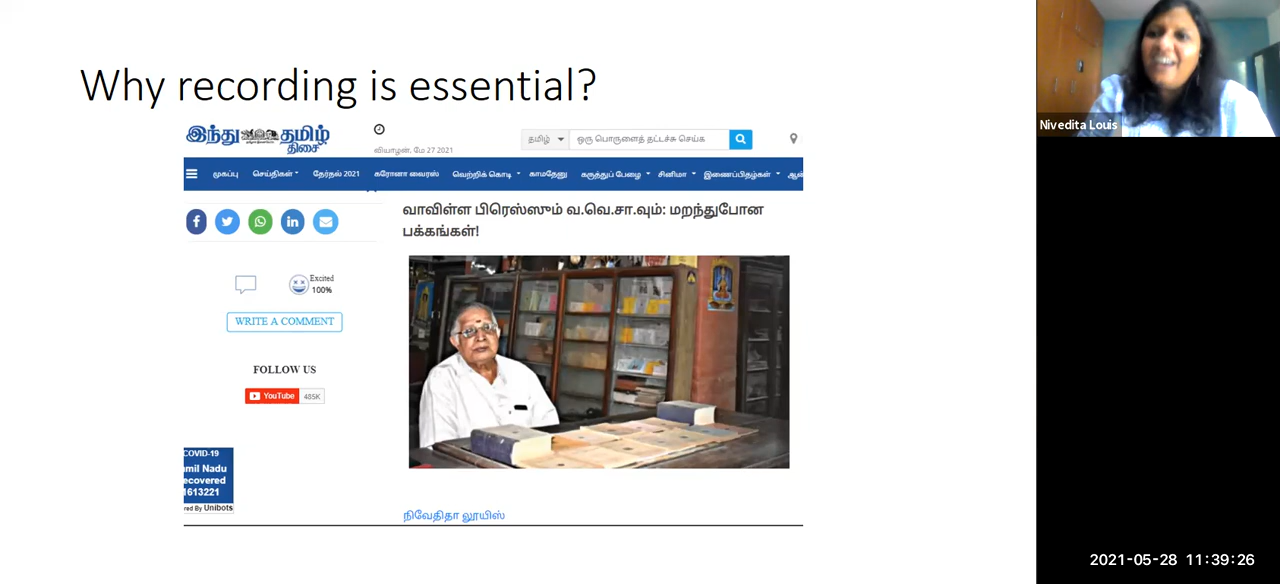 Why recording is essential?
Nivedita Louis
இந்து தமிழ்
திசை
வியாழன், மே 27 2021
தமிழ்
ஒரு பொருளைத் தட்டச்சு செய்க
முகப்பு செய்திகள் தேர்தல் 2021 கரோனா வைரஸ் வெற்றிக் கொடி காமதேனு கருத்துப் பேழை சினிமா இணைப்பிதழ்கள்
வாவிள்ள பிரெஸ்ஸும் வ.வெ.சா.வும்: மறந்துபோன
பக்கங்கள்!
Excited
100%
WRITE A COMMENT
FOLLOW US
YouTube 485K
COVID-19
amil Nadu
ecovered
1613221
red By Unibots
நிவேதிதா லூயிஸ்
2021-05-28 11:39:26